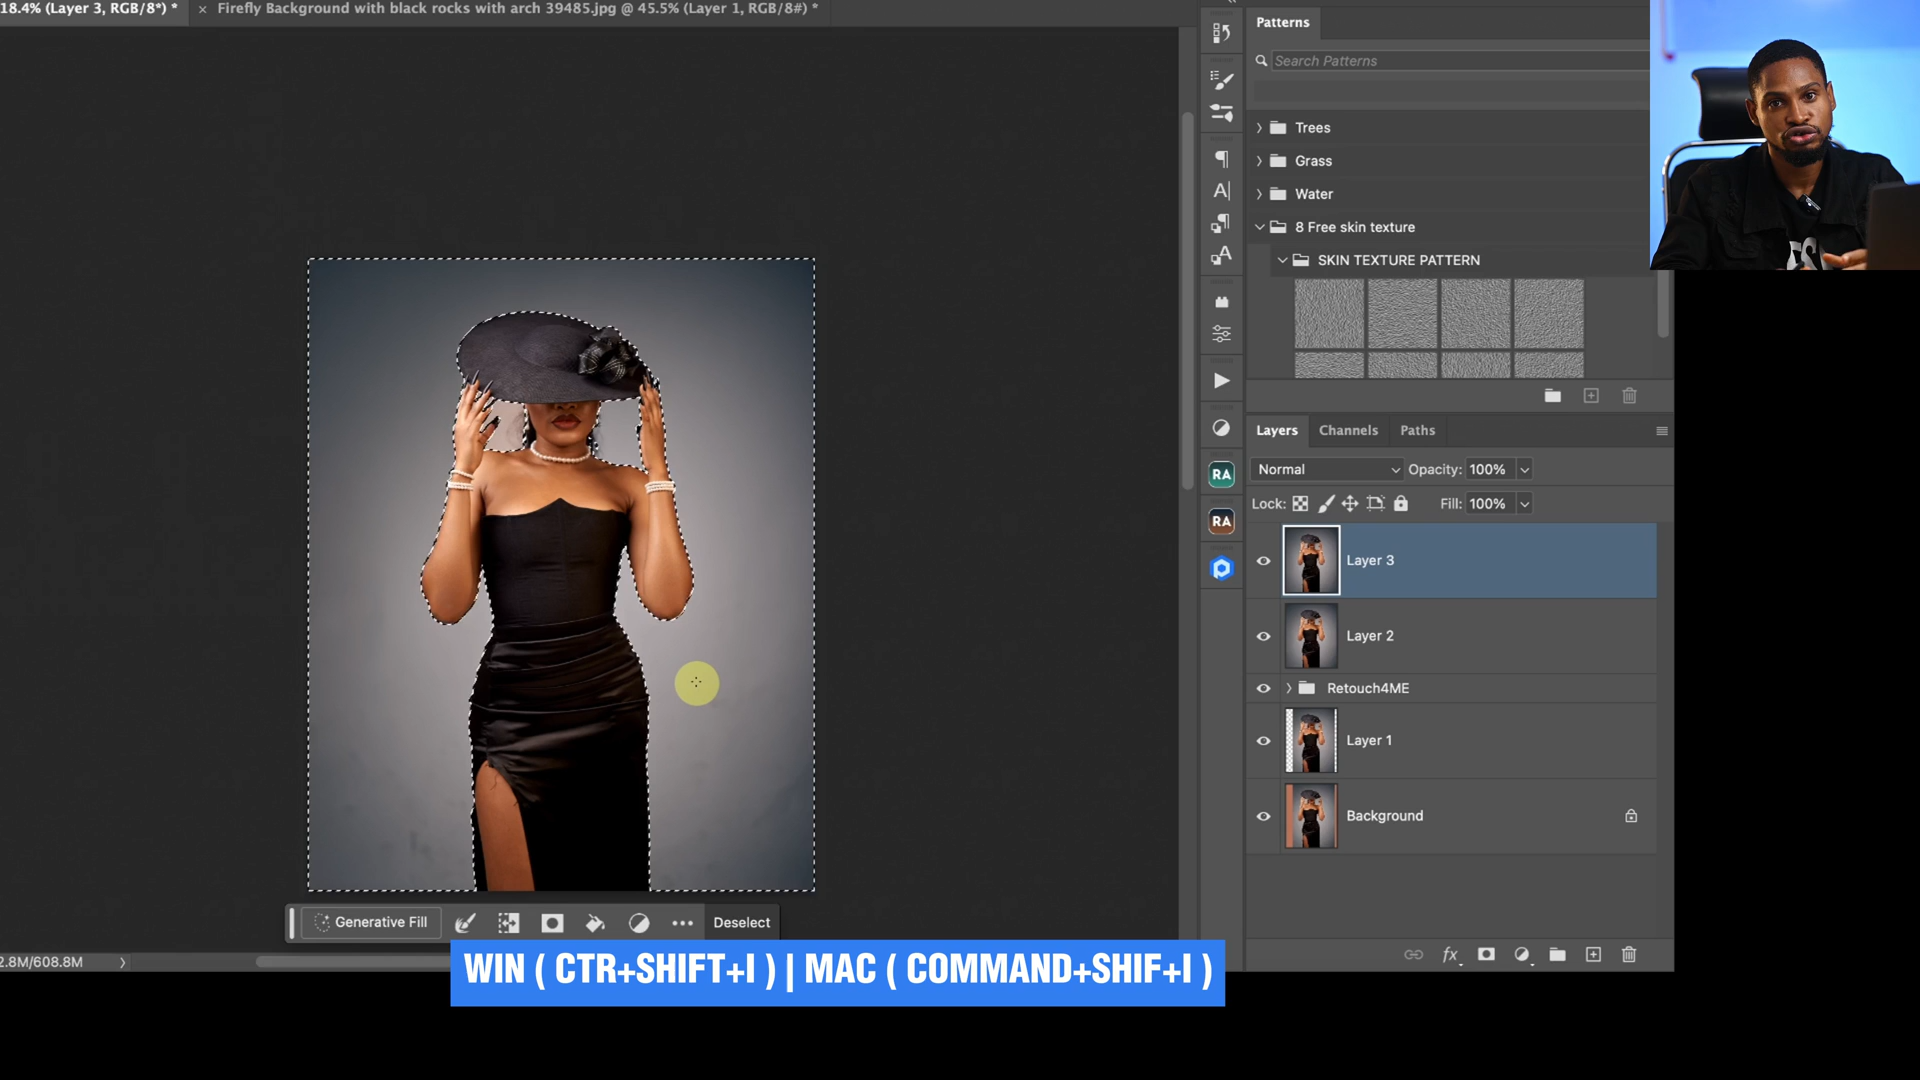 18.4% (Layer 3, RGB/8*) *
× Firefly Background with black rocks with arch 39485.jpg @ 45.5% (Layer 1, RGB/8#) *
Patterns
Search Patterns
Trees
Grass
Water
8 Free skin texture
SKIN TEXTURE PATTERN
Layers Channels Paths
Normal Opacity: 100%
Lock: Fill: 100%
RA
RA
Layer 3
Layer 2
Retouch4ME
Layer 1
Background
Generative Fill
Deselect
2.8M/608.8M
fx
WIN ( CTR+SHIFT+I ) | MAC ( COMMAND+SHIF+I )